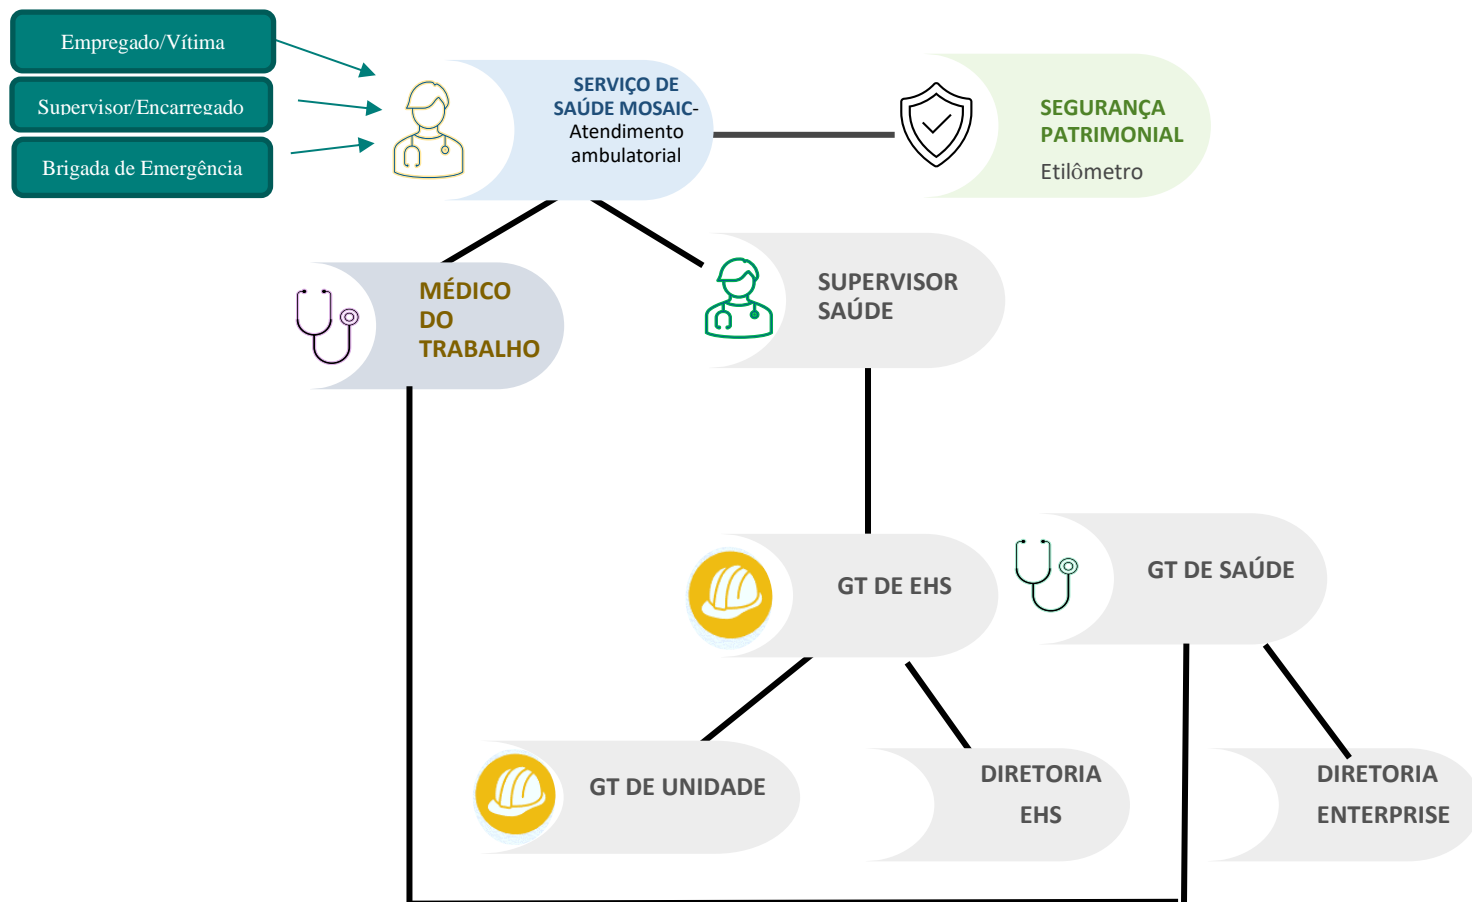 Empregado/Vítima
Supervisor/Encarregado
Brigada de Emergência
SERVIÇO DE
SAÚDE MOSAIC-
Atendimento
ambulatorial
SEGURANÇA
PATRIMONIAL
Etilômetro
MÉDICO
DO
TRABALHO
SUPERVISOR
SAÚDE
GT DE EHS
GT DE SAÚDE
GT DE UNIDADE
DIRETORIA
EHS
DIRETORIA
ENTERPRISE